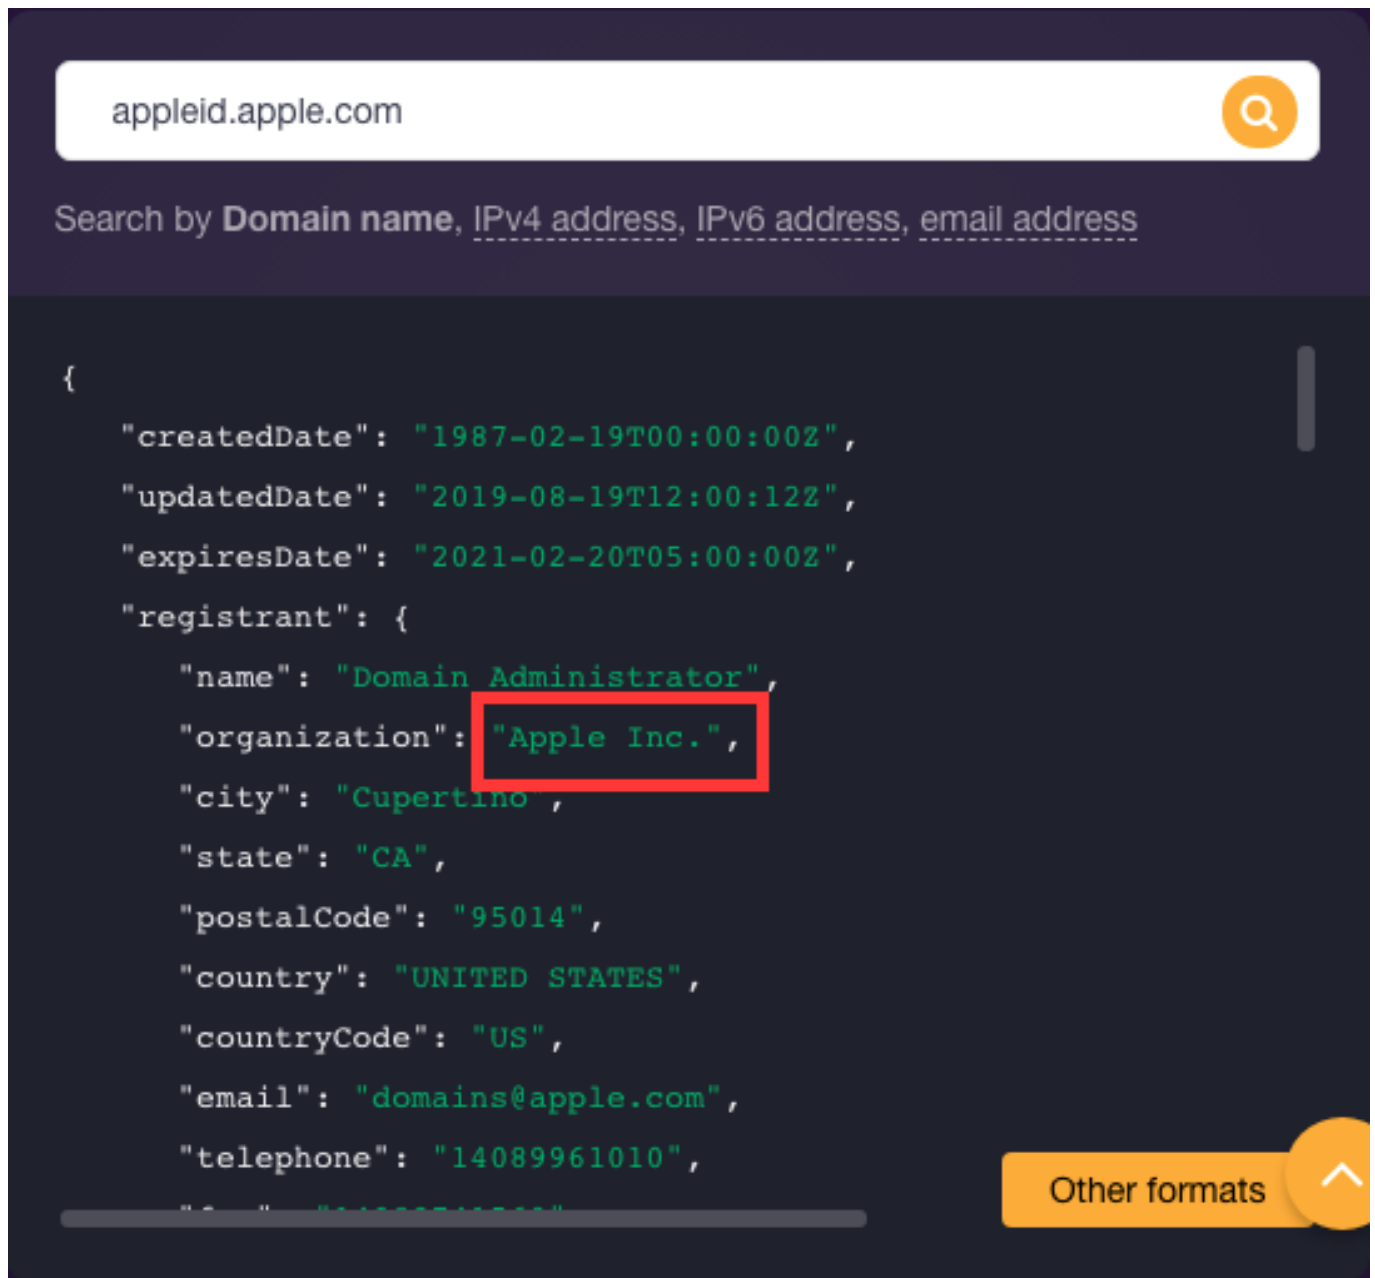 appleid.apple.com
Search by Domain name, IPv4 address, IPv6 address, email address
{
"createdDate": "1987-02-19T00:00:00Z",
"updatedDate": "2019-08-19T12:00:12Z",
"expiresDate": "2021-02-20T05:00:00Z",
"registrant": {
"name": "Domain Administrator",
"organization": "Apple Inc.",
"city": "Cupertino",
"state": "CA",
"postalCode": "95014",
"country": "UNITED STATES",
"countryCode": "US",
"email": "domains@apple.com",
"telephone": "14089961010",
Other formats